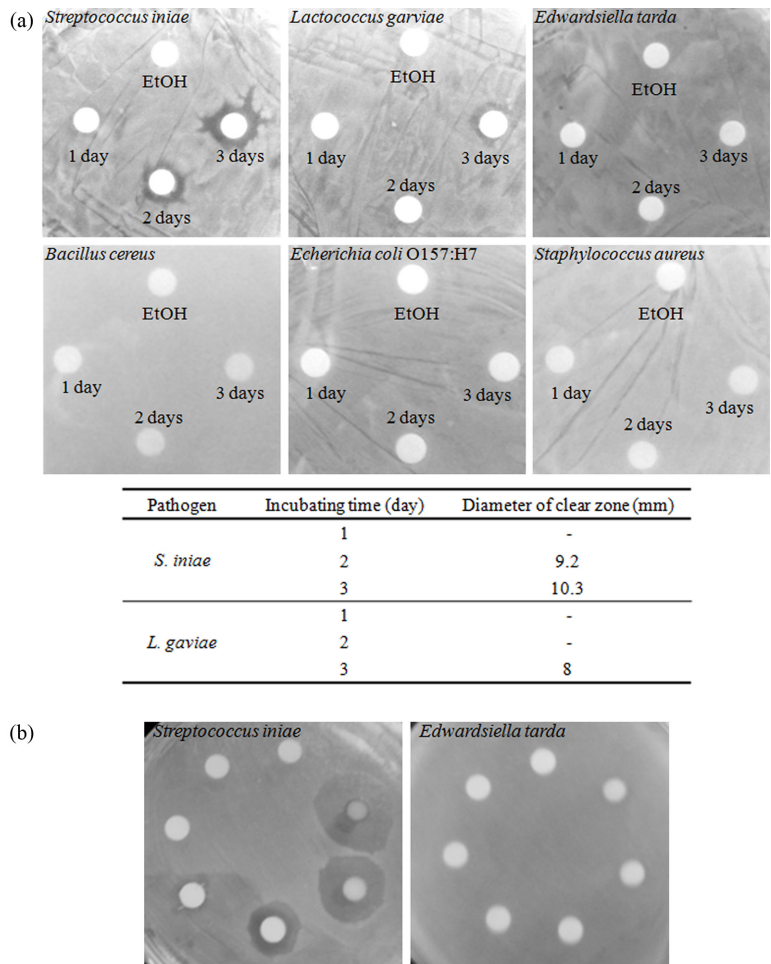 (a)
Streptococcus iniae
EtOH
1 day
3 days
2 days
Lactococcus garviae
EtOH
1 day
3 days
2 days
Edwardsiella tarda
EtOH
1 day
3 days
2 days
Bacillus cereus
EtOH
1 day
3 days
2 days
Echerichia coli O157:H7
EtOH
1 day
3 days
2 days
Staphylococcus aureus
EtOH
1 day
3 days
2 days
Pathogen Incubating time (day) Diameter of clear zone (mm)
1 -
S. iniae 2 9.2
3 10.3
1 -
L. gaviae 2 -
3 8
(b)
Streptococcus iniae
Edwardsiella tarda